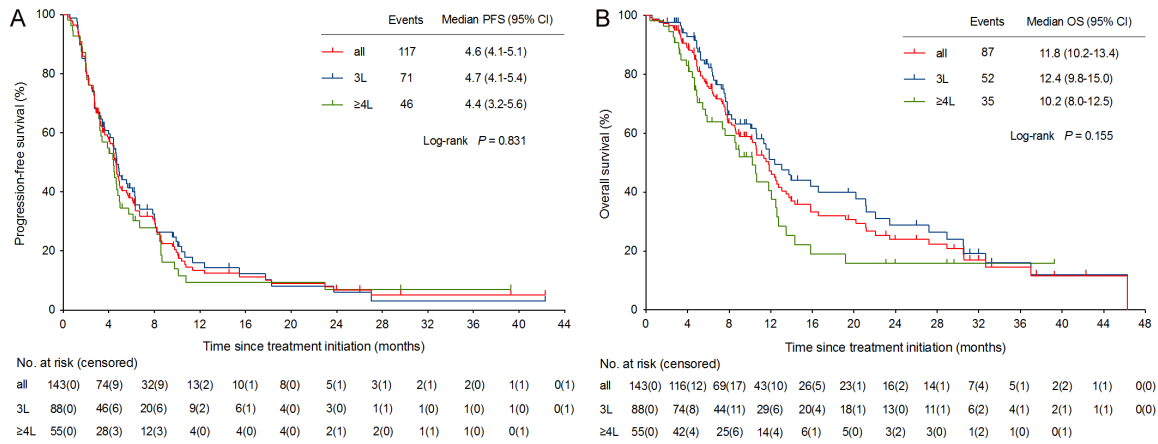 A
Events Median PFS (95% CI)
all 117 4.6 (4.1-5.1)
3L 71 4.7 (4.1-5.4)
≥4L 46 4.4 (3.2-5.6)
Log-rank P = 0.831
Progression-free survival (%)
100
80
60
40
20
0
0 4 8 12 16 20 24 28 32 36 40 44
Time since treatment initiation (months)
No. at risk (censored)
all 143(0) 74(9) 32(9) 13(2) 10(1) 8(0) 5(1) 3(1) 2(1) 2(0) 1(1) 0(1)
3L 88(0) 46(6) 20(6) 9(2) 6(1) 4(0) 3(0) 1(1) 1(0) 1(0) 1(0) 0(1)
≥4L 55(0) 28(3) 12(3) 4(0) 4(0) 4(0) 2(1) 2(0) 1(1) 1(0) 0(1)
B
Events Median OS (95% CI)
all 87 11.8 (10.2-13.4)
3L 52 12.4 (9.8-15.0)
≥4L 35 10.2 (8.0-12.5)
Log-rank P = 0.155
Overall survival (%)
100
80
60
40
20
0
0 4 8 12 16 20 24 28 32 36 40 44 48
Time since treatment initiation (months)
No. at risk (censored)
all 143(0) 116(12) 69(17) 43(10) 26(5) 23(1) 16(2) 14(1) 7(4) 5(1) 2(2) 1(1) 0(0)
3L 88(0) 74(8) 44(11) 29(6) 20(4) 18(1) 13(0) 11(1) 6(2) 4(1) 2(1) 1(1) 0(0)
≥4L 55(0) 42(4) 25(6) 14(4) 6(1) 5(0) 3(2) 3(0) 1(2) 1(0) 0(1)